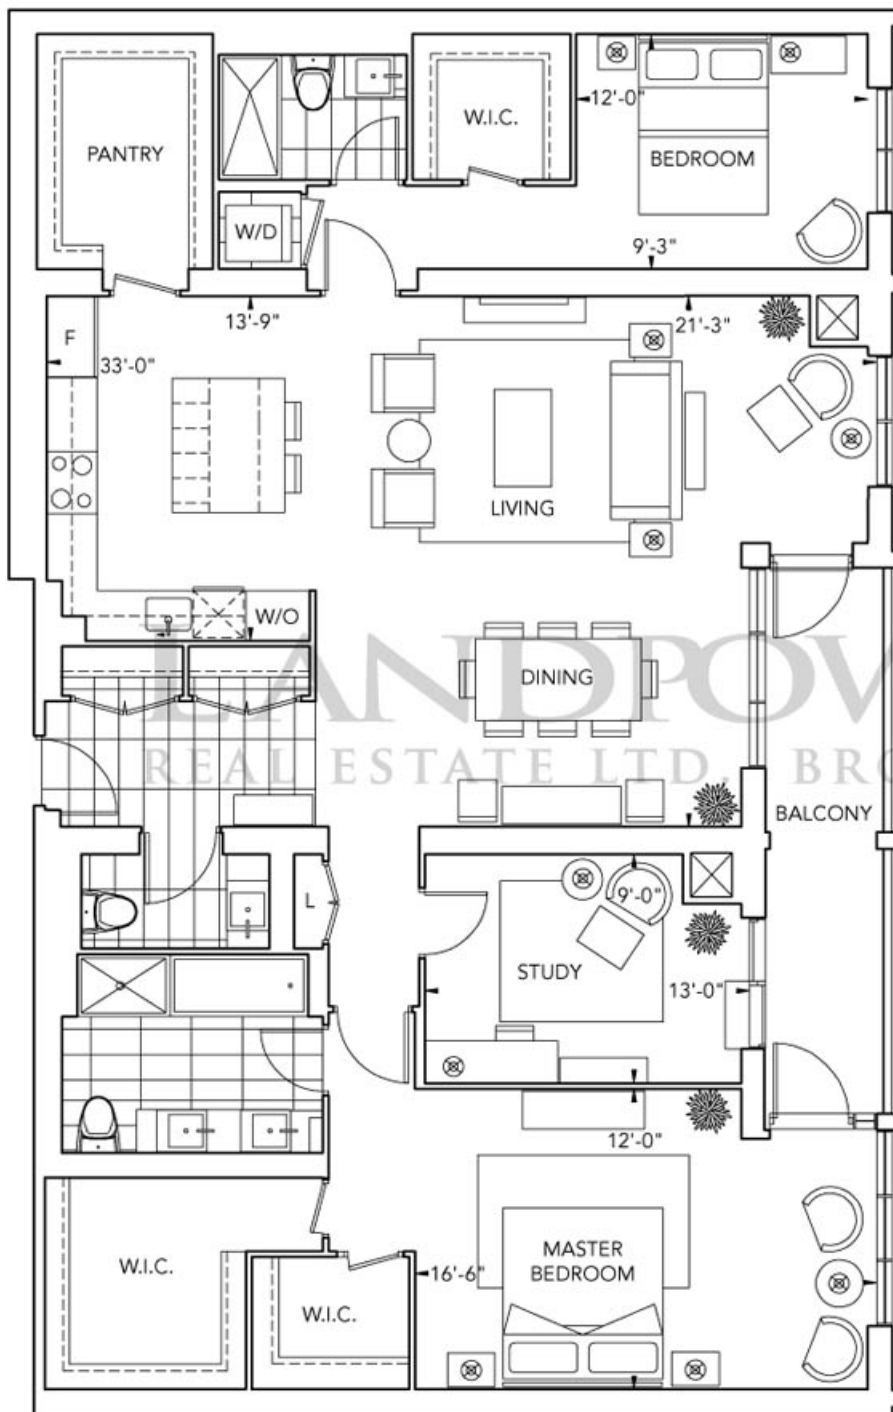 PANTRY
W.I.C.
12'-0"
BEDROOM
W/D
9'-3"
13'-9"
21'-3"
F
33'-0"
LIVING
W/O
DINING
LANDPOW
REAL ESTATE LTD. BRO
BALCONY
L
9'-0"
STUDY
13'-0"
12'-0"
W.I.C.
MASTER
BEDROOM
16'-6"
W.I.C.